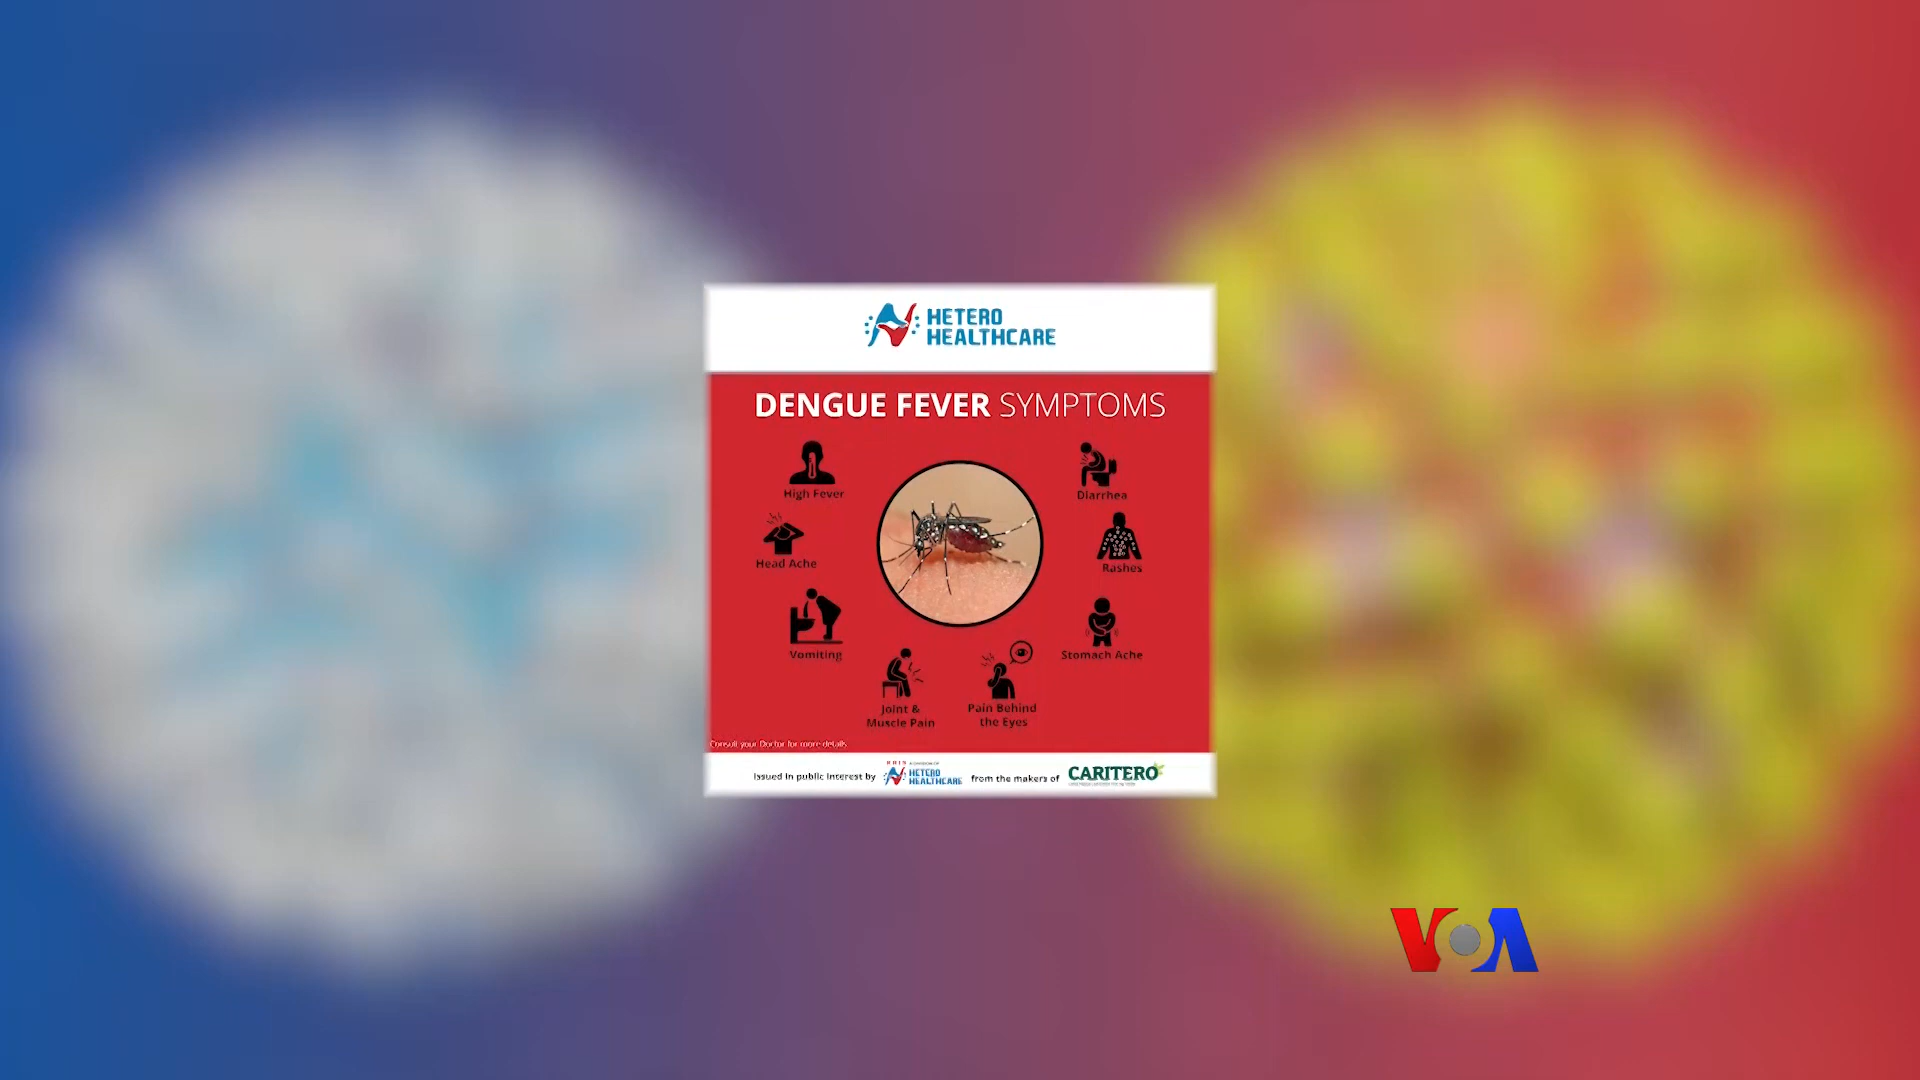 HETERO
HEALTHCARE
DENGUE FEVER SYMPTOMS
High Fever
Diarrhea
Head Ache
Rashes
Vomiting
Stomach Ache
Joint &
Muscle Pain
Pain Behind
the Eyes
Consult your Doctor for more details
Issued in public interest by HETERO HEALTHCARE from the makers of CARITERO
VOA